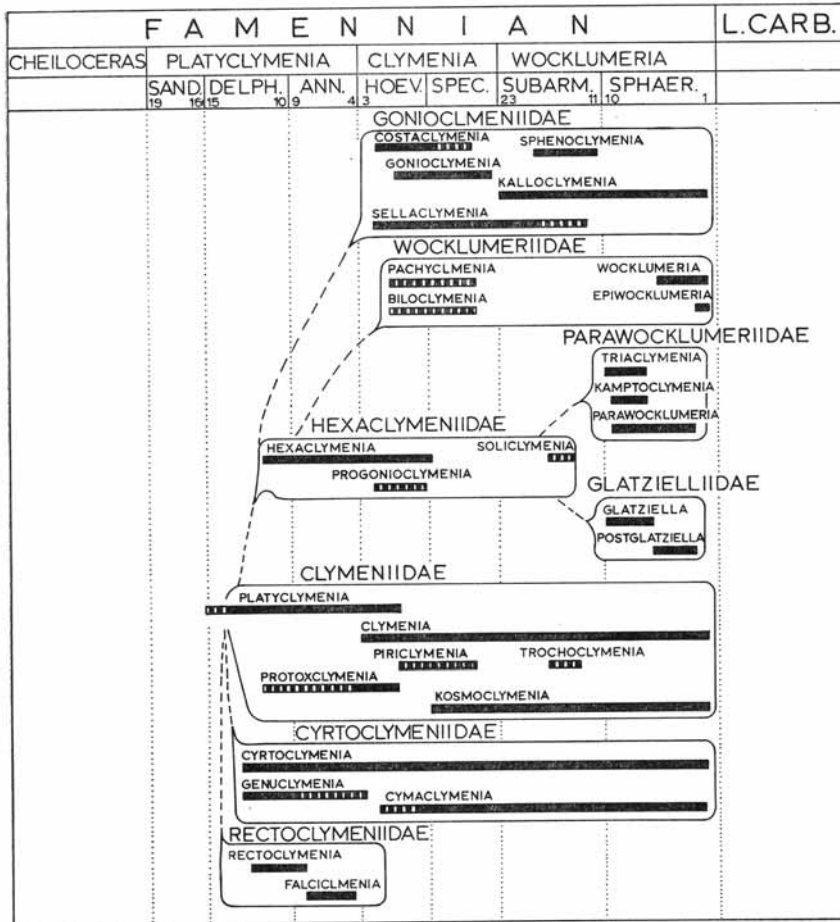 FAMENNIAN L.CARB.
CHEILOCERAS PLATYCLYMENIA CLYMENIA WOCKLUMERIA
SAND. DELPH. ANN. HOEV. SPEC. SUBARM. SPHAER.
19 16 15 10 9 4 3 23 11 10 1
GONIOCLMENIIDAE
COSTACLYMENIA SPHENOCLYMENIA
GONIOCLYMENIA
KALLOCLYMENIA
SELLACLYMENIA
WOCKLUMERIIDAE
PACHYCLMENIA WOCKLUMERIA
BILOCLYMENIA EPIWOCKLUMERIA
PARAWOCKLUMERIIDAE
TRIACLYMENIA
KAMPTOCLYMENIA
PARAWOCKLUMERIA
HEXACLYMENIIDAE
HEXACLYMENIA SOLICLYMENIA
PROGONIOCLYMENIA
GLATZIELLIIDAE
GLATZIELLA
POSTGLATZIELLA
CLYMENIIDAE
PLATYCLYMENIA
CLYMENIA
PIRICLYMENIA TROCHOCLYMENIA
PROTOXCLYMENIA
KOSMOCLYMENIA
CYRTOCLYMENIIDAE
CYRTOCLYMENIA
GENUCLYMENIA
CYMACLYMENIA
RECTOCLYMENIIDAE
RECTOCLYMENIA
FALCICLMENIA